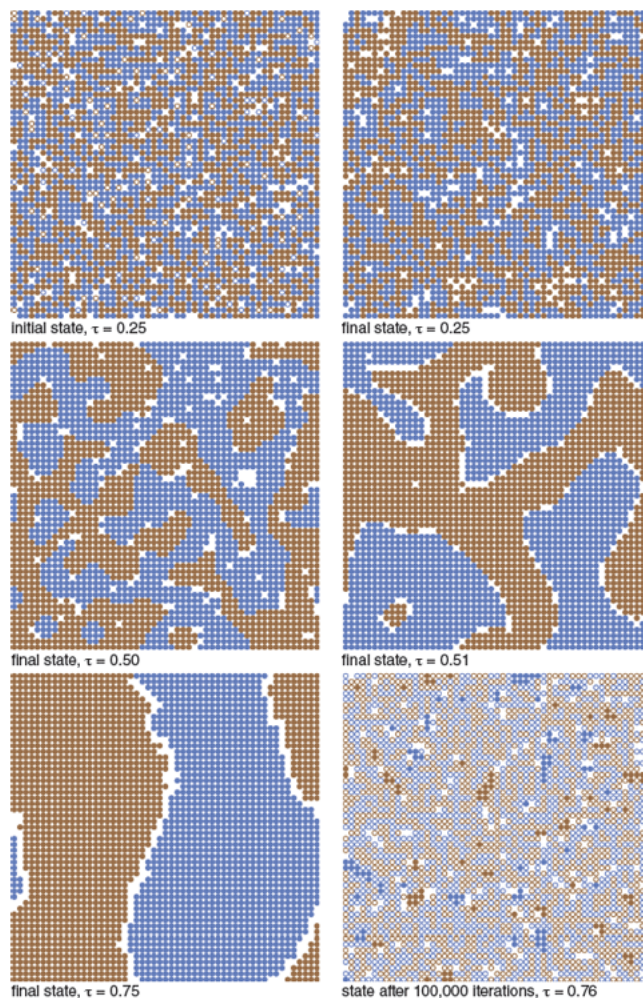 initial state, τ = 0.25
final state, τ = 0.25
final state, τ = 0.50
final state, τ = 0.51
final state, τ = 0.75
state after 100,000 iterations, τ = 0.76